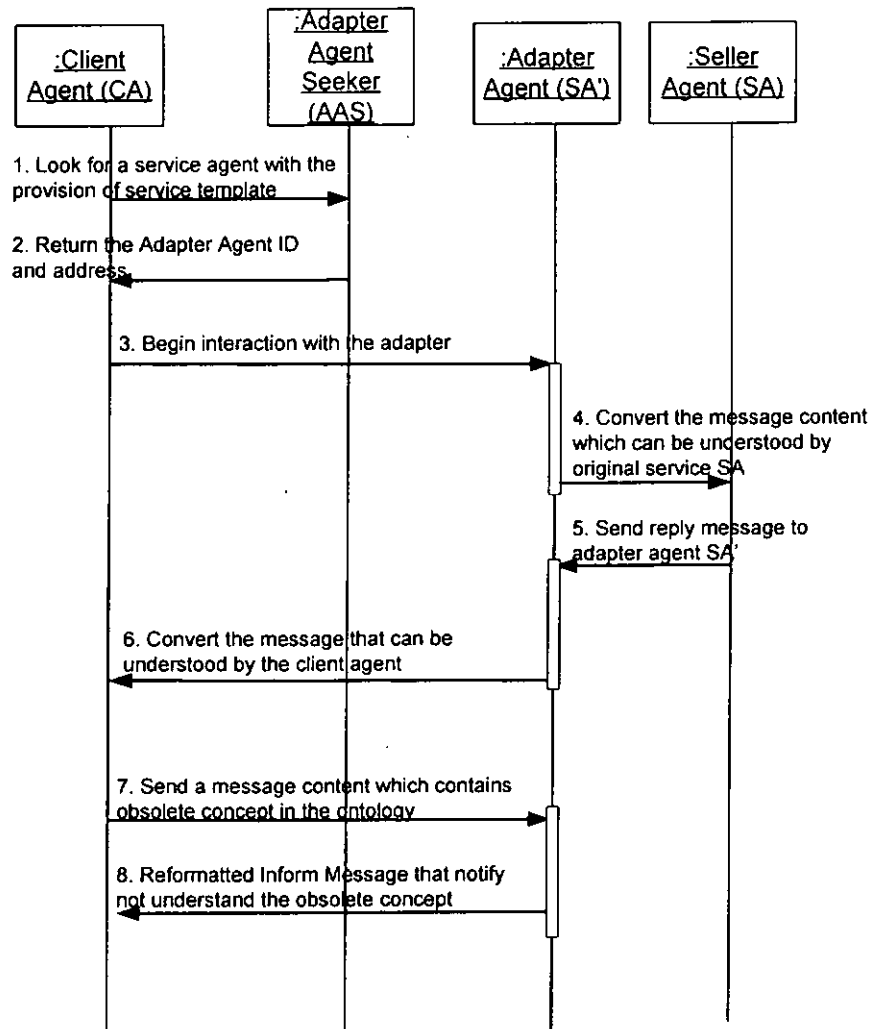 :Client
Agent (CA)
:Adapter
Agent
Seeker
(AAS)
:Adapter
Agent (SA')
:Seller
Agent (SA)
1. Look for a service agent with the
provision of service template
2. Return the Adapter Agent ID
and address
3. Begin interaction with the adapter
4. Convert the message content
which can be understood by
original service SA
5. Send reply message to
adapter agent SA'
6. Convert the message that can be
understood by the client agent
7. Send a message content which contains
obsolete concept in the ontology
8. Reformatted Inform Message that notify
not understand the obsolete concept